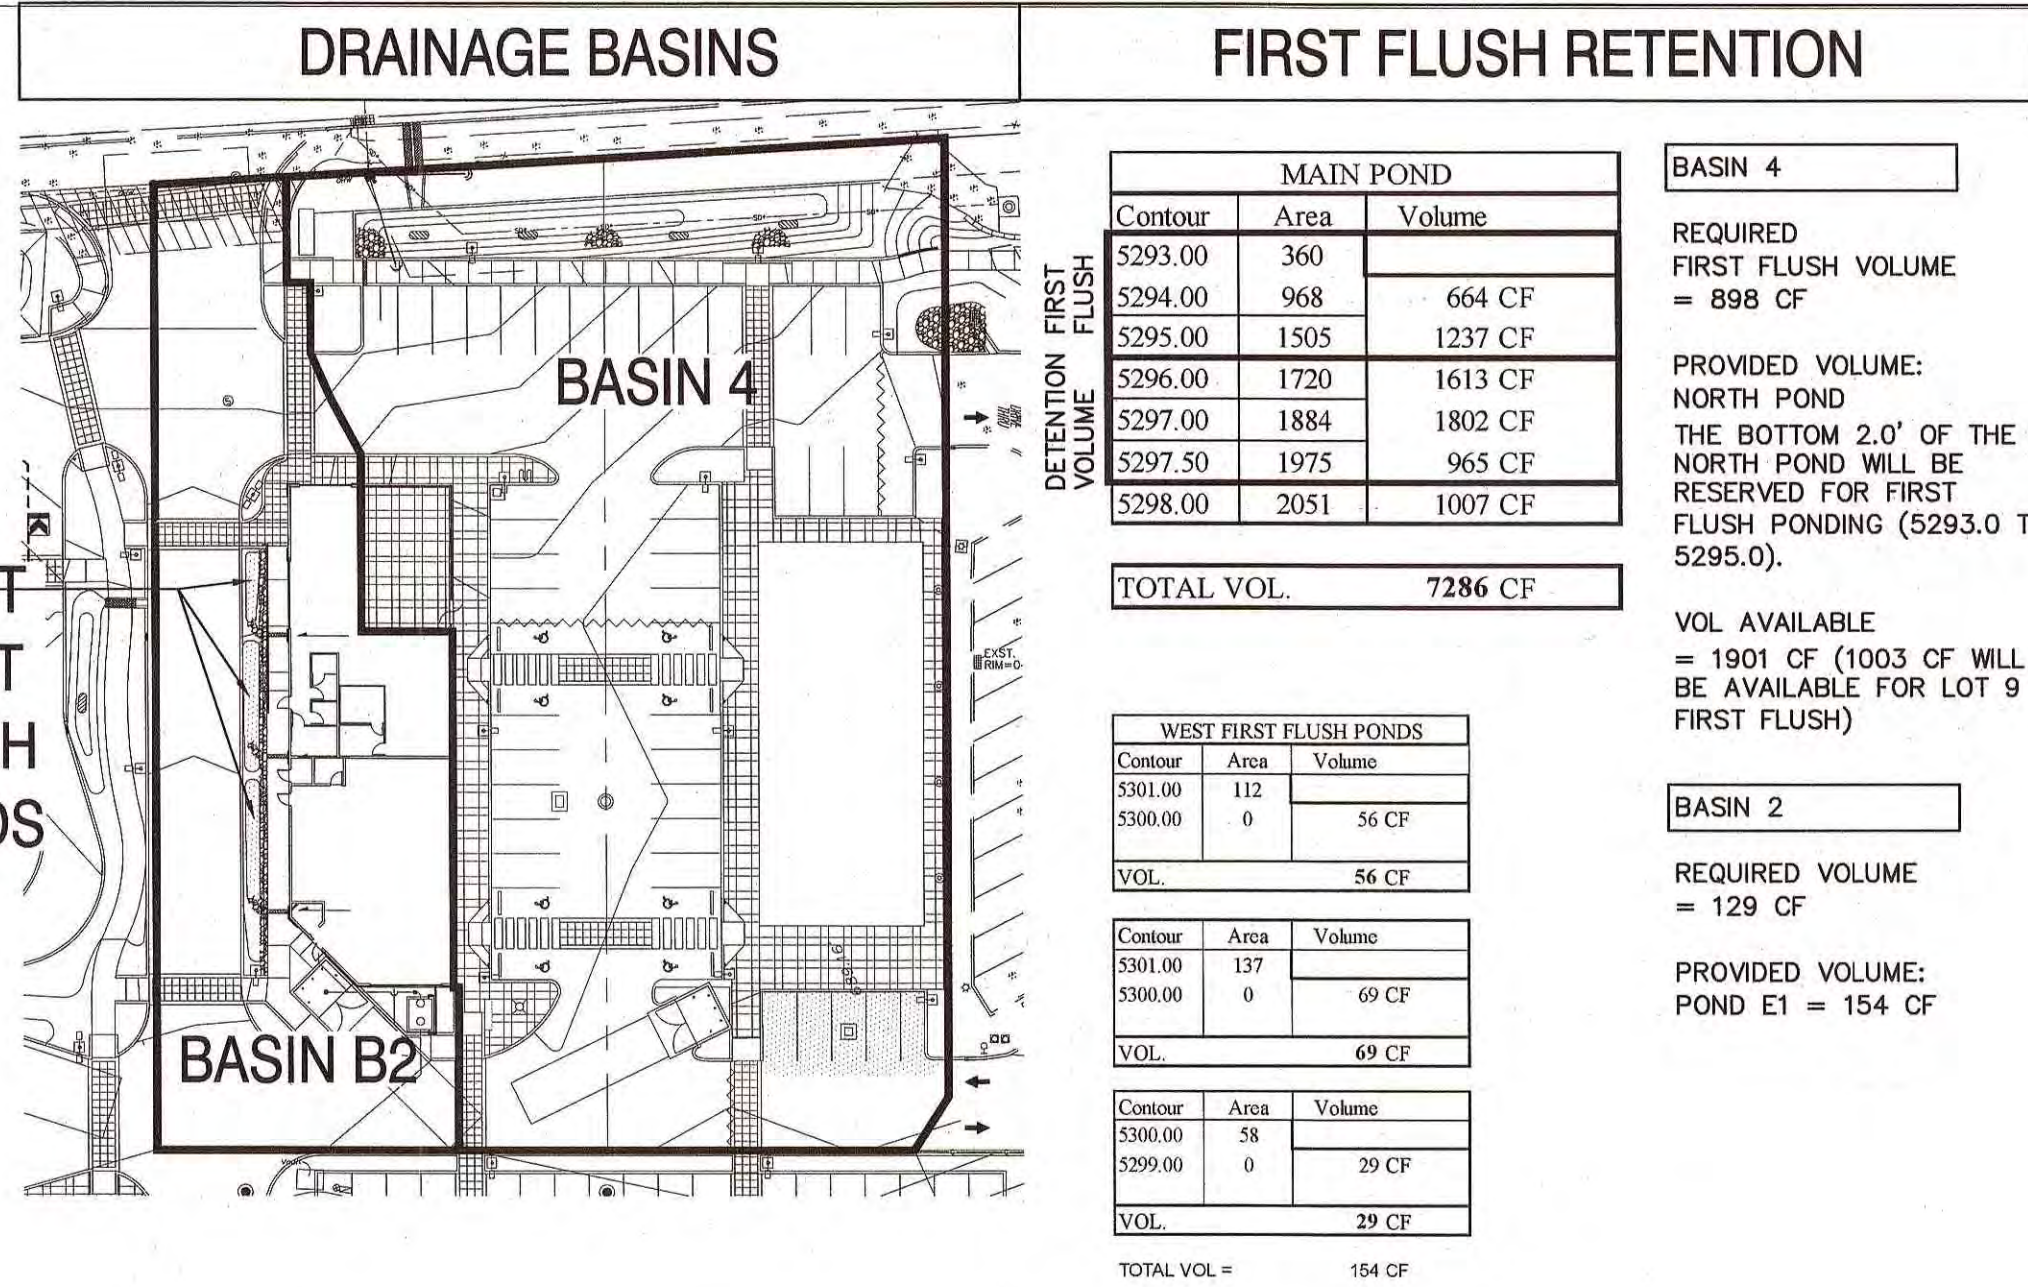 DRAINAGE BASINS
FIRST FLUSH RETENTION
BASIN 4
BASIN B2
T
T
H
DS
EXST.
RIM=0
MAIN POND
Contour Area Volume
5293.00 360
5294.00 968 664 CF
5295.00 1505 1237 CF
5296.00 1720 1613 CF
5297.00 1884 1802 CF
5297.50 1975 965 CF
5298.00 2051 1007 CF
TOTAL VOL. 7286 CF
FIRST
FLUSH
DETENTION
VOLUME
WEST FIRST FLUSH PONDS
Contour Area Volume
5301.00 112
5300.00 0 56 CF
VOL. 56 CF
Contour Area Volume
5301.00 137
5300.00 0 69 CF
VOL. 69 CF
Contour Area Volume
5300.00 58
5299.00 0 29 CF
VOL. 29 CF
TOTAL VOL = 154 CF
BASIN 4
REQUIRED
FIRST FLUSH VOLUME
= 898 CF
PROVIDED VOLUME:
NORTH POND
THE BOTTOM 2.0' OF THE
NORTH POND WILL BE
RESERVED FOR FIRST
FLUSH PONDING (5293.0 T
5295.0).
VOL AVAILABLE
= 1901 CF (1003 CF WILL
BE AVAILABLE FOR LOT 9
FIRST FLUSH)
BASIN 2
REQUIRED VOLUME
= 129 CF
PROVIDED VOLUME:
POND E1 = 154 CF